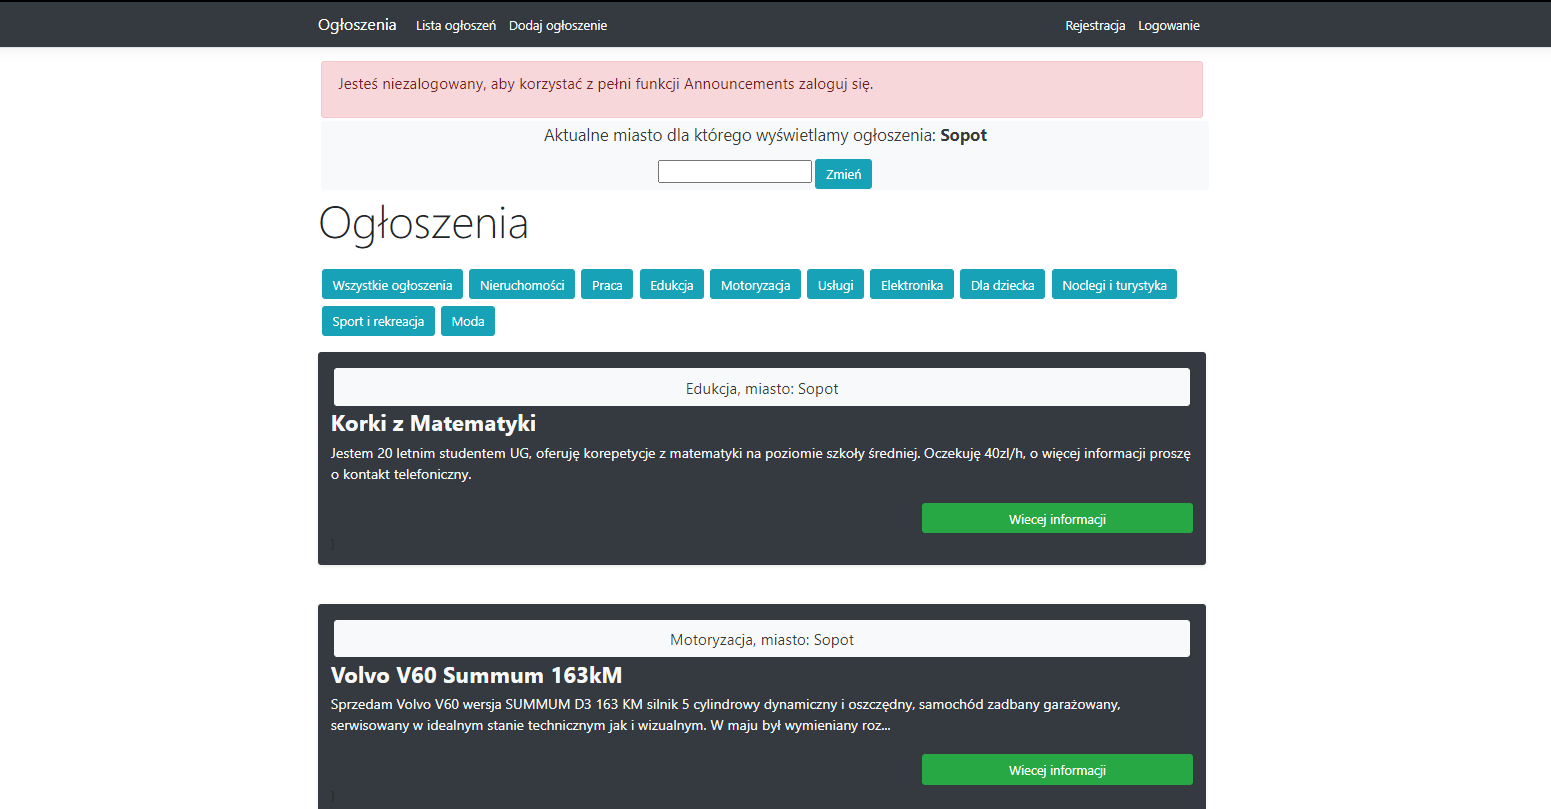 Ogłoszenia Lista ogłoszeń Dodaj ogłoszenie Rejestracja Logowanie
Jesteś niezalogowany, aby korzystać z pełni funkcji Announcements zaloguj się.
Aktualne miasto dla którego wyświetlamy ogłoszenia: Sopot
Zmień
Ogłoszenia
Wszystkie ogłoszenia Nieruchomości Praca Edukcja Motoryzacja Usługi Elektronika Dla dziecka Noclegi i turystyka
Sport i rekreacja Moda
Edukcja, miasto: Sopot
Korki z Matematyki
Jestem 20 letnim studentem UG, oferuję korepetycje z matematyki na poziomie szkoły średniej. Oczekuję 40zl/h, o więcej informacji proszę
o kontakt telefoniczny.
Wiecej informacji
}
Motoryzacja, miasto: Sopot
Volvo V60 Summum 163kM
Sprzedam Volvo V60 wersja SUMMUM D3 163 KM silnik 5 cylindrowy dynamiczny i oszczędny, samochód zadbany garażowany,
serwisowany w idealnym stanie technicznym jak i wizualnym. W maju był wymieniany roz...
Wiecej informacji
}